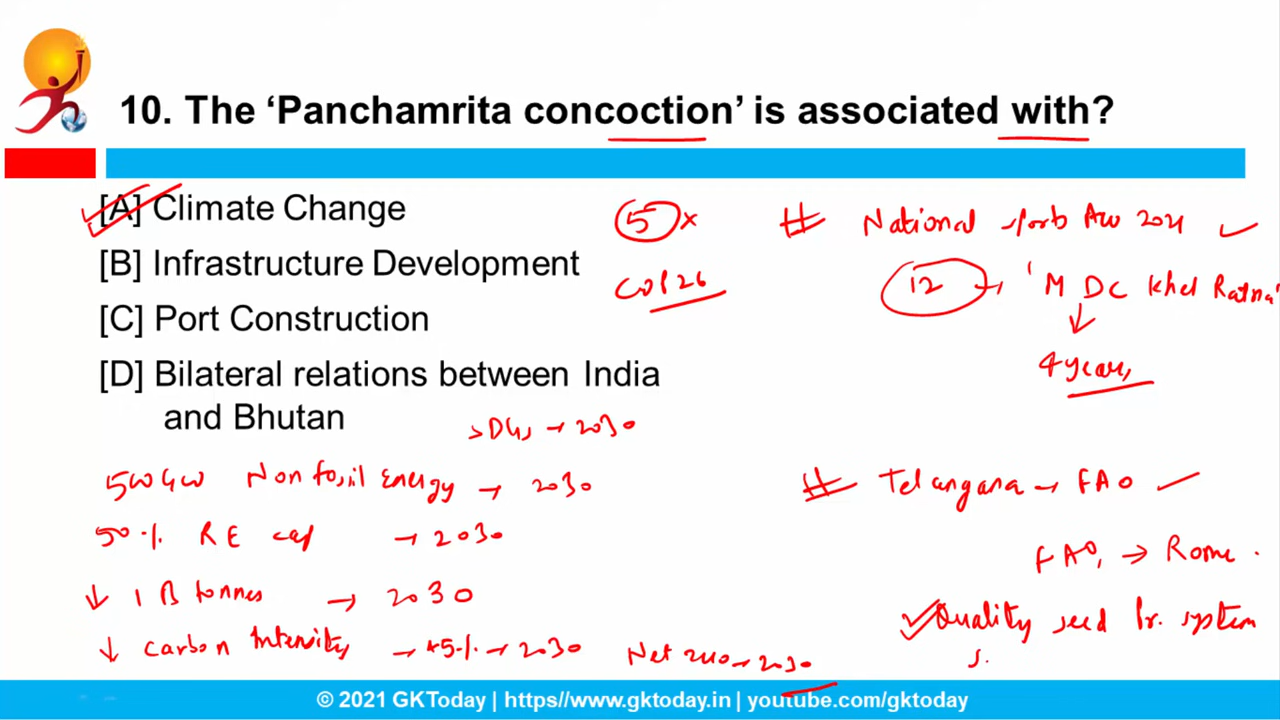 10. The ‘Panchamrita concoction’ is associated with?
[A] Climate Change
[B] Infrastructure Development
[C] Port Construction
[D] Bilateral relations between India
and Bhutan
5 x
COP 26
# National sports Aw 2021
12 → 'M DC Khel Ratna'
4 years,
SDGs → 2030
500 GW Non fossil Energy → 2030
50 % RE cap → 2030
↓ 1 B tonnes → 2030
↓ Carbon Intensity → 45% → 2030
Net zero → 2030
# Telangana → FAO
FAO, → Rome.
Quality seed Pr. system
© 2021 GKToday | https//www.gktoday.in | youtube.com/gktoday